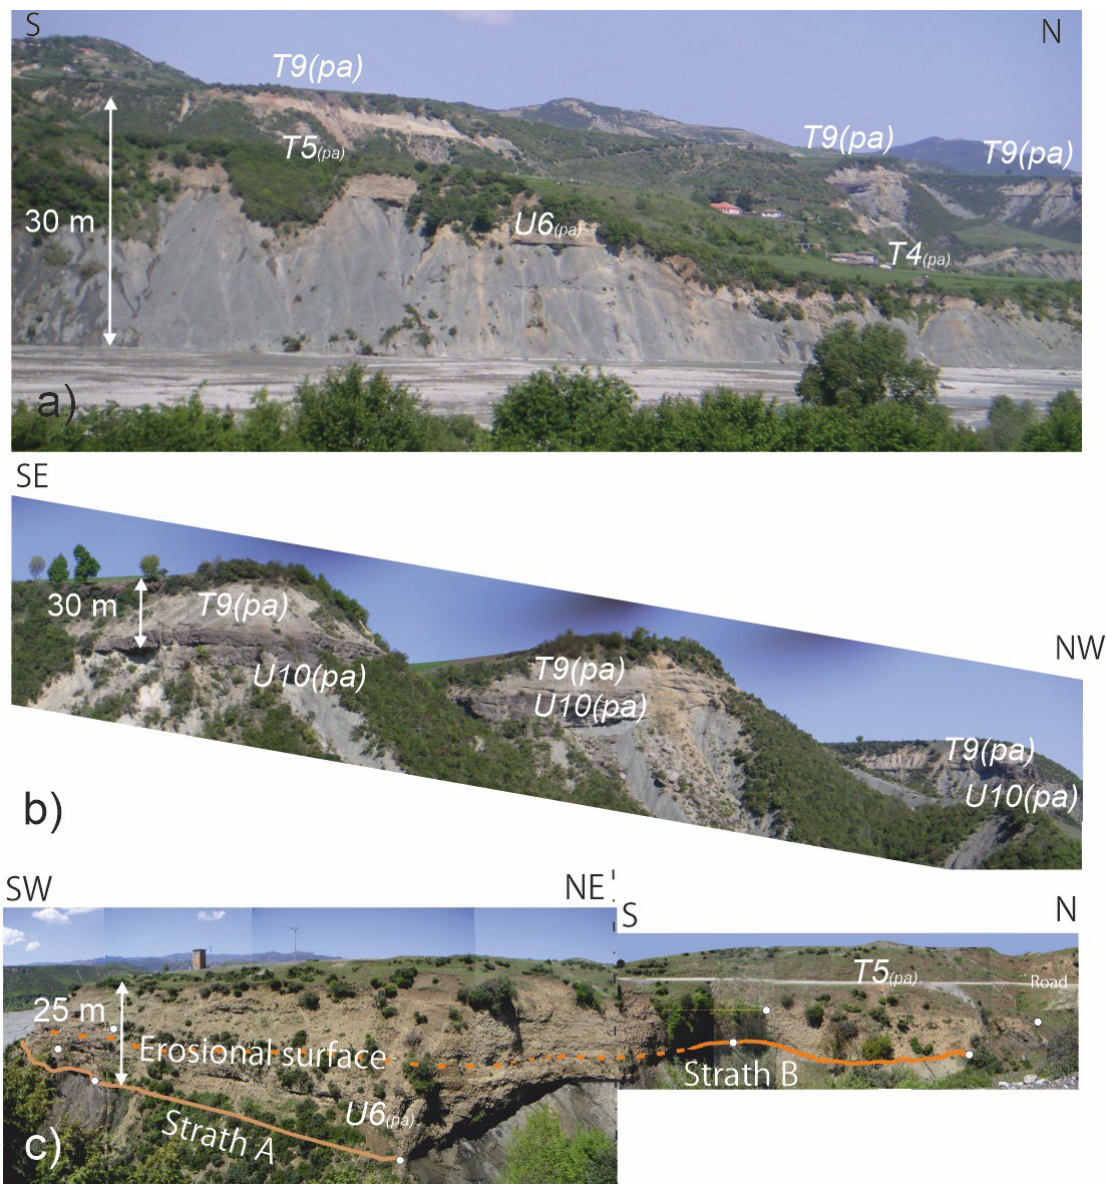 S
N
T9(pa)
T9(pa)
T9(pa)
T5(pa)
30 m
U6(pa)
T4(pa)
a)
SE
30 m
T9(pa)
NW
U10(pa)
T9(pa)
U10(pa)
T9(pa)
U10(pa)
b)
SW
NE
S
N
T5(pa)
Road
25 m
Erosional surface
Strath B
U6(pa)
Strath A
c)